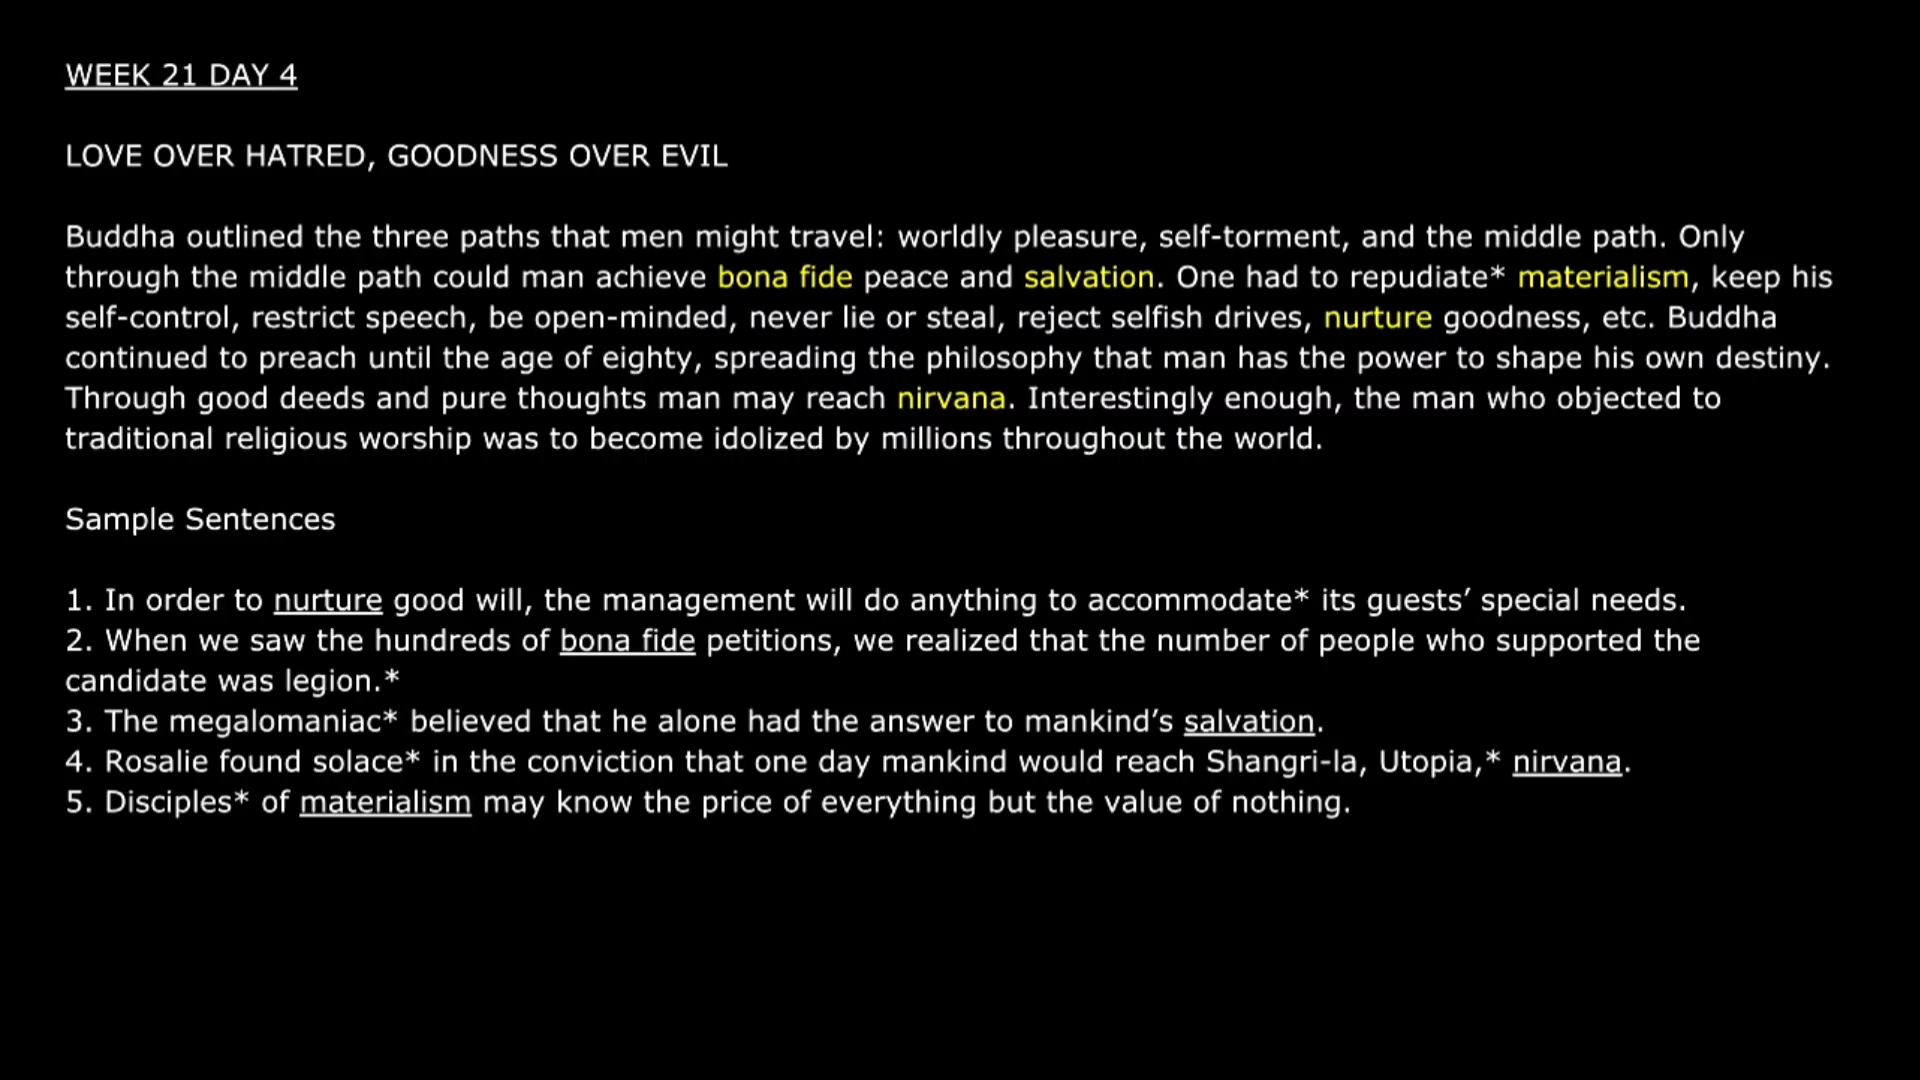 WEEK 21 DAY 4
LOVE OVER HATRED, GOODNESS OVER EVIL
Buddha outlined the three paths that men might travel: worldly pleasure, self-torment, and the middle path. Only
through the middle path could man achieve bona fide peace and salvation. One had to repudiate* materialism, keep his
self-control, restrict speech, be open-minded, never lie or steal, reject selfish drives, nurture goodness, etc. Buddha
continued to preach until the age of eighty, spreading the philosophy that man has the power to shape his own destiny.
Through good deeds and pure thoughts man may reach nirvana. Interestingly enough, the man who objected to
traditional religious worship was to become idolized by millions throughout the world.
Sample Sentences
1. In order to nurture good will, the management will do anything to accommodate* its guests’ special needs.
2. When we saw the hundreds of bona fide petitions, we realized that the number of people who supported the
candidate was legion.*
3. The megalomaniac* believed that he alone had the answer to mankind’s salvation.
4. Rosalie found solace* in the conviction that one day mankind would reach Shangri-la, Utopia,* nirvana.
5. Disciples* of materialism may know the price of everything but the value of nothing.